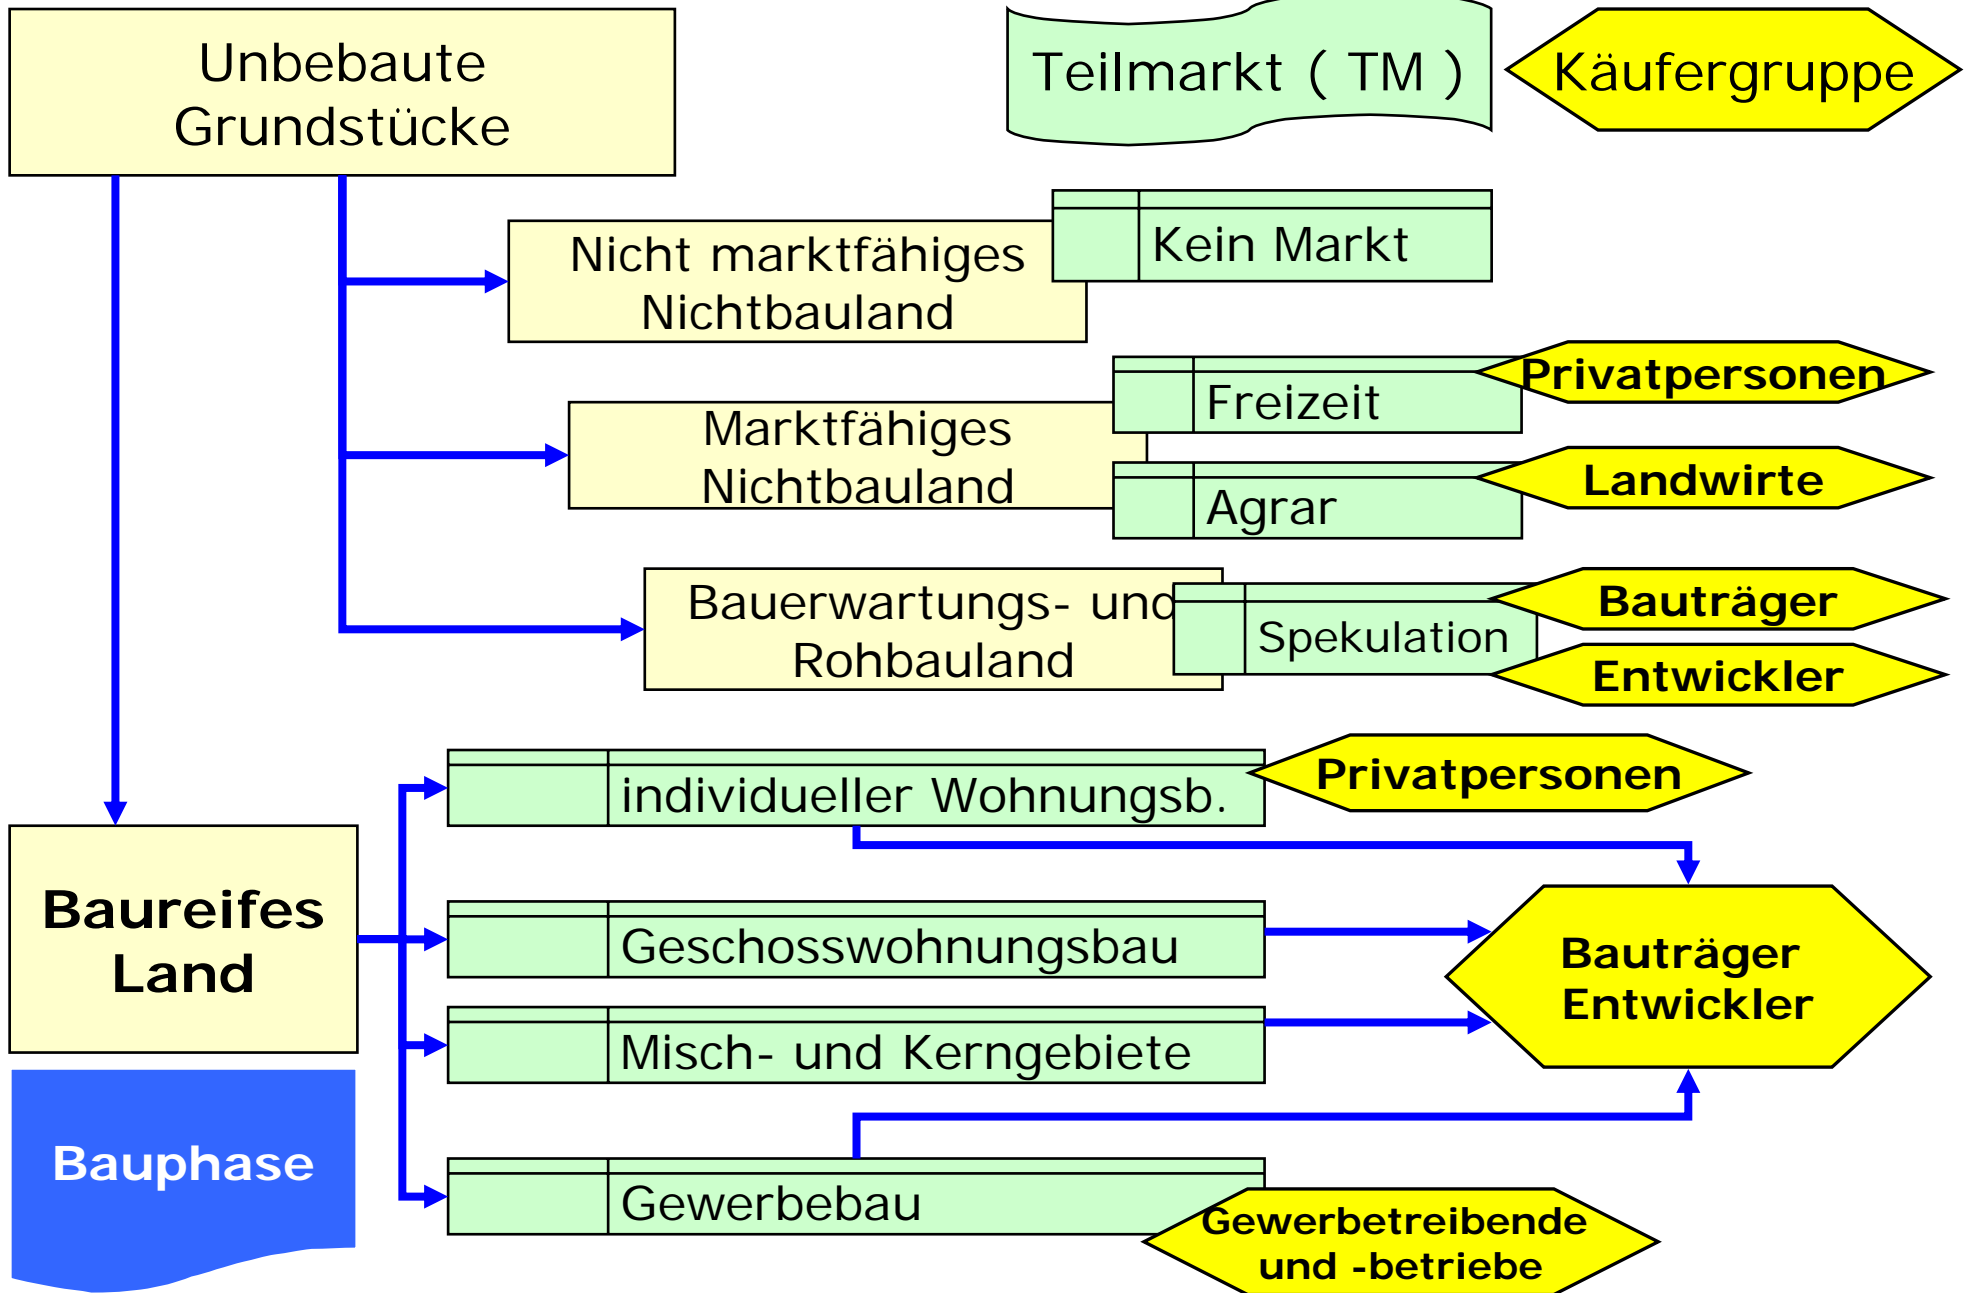 Unbebaute
Grundstücke
Teilmarkt ( TM )
Käufergruppe
Nicht marktfähiges
Nichtbauland
Kein Markt
Marktfähiges
Nichtbauland
Freizeit
Privatpersonen
Agrar
Landwirte
Bauerwartungs- und
Rohbauland
Spekulation
Bauträger
Entwickler
individueller Wohnungsb.
Privatpersonen
Baureifes
Land
Geschosswohnungsbau
Misch- und Kerngebiete
Bauträger
Entwickler
Bauphase
Gewerbebau
Gewerbetreibende
und -betriebe